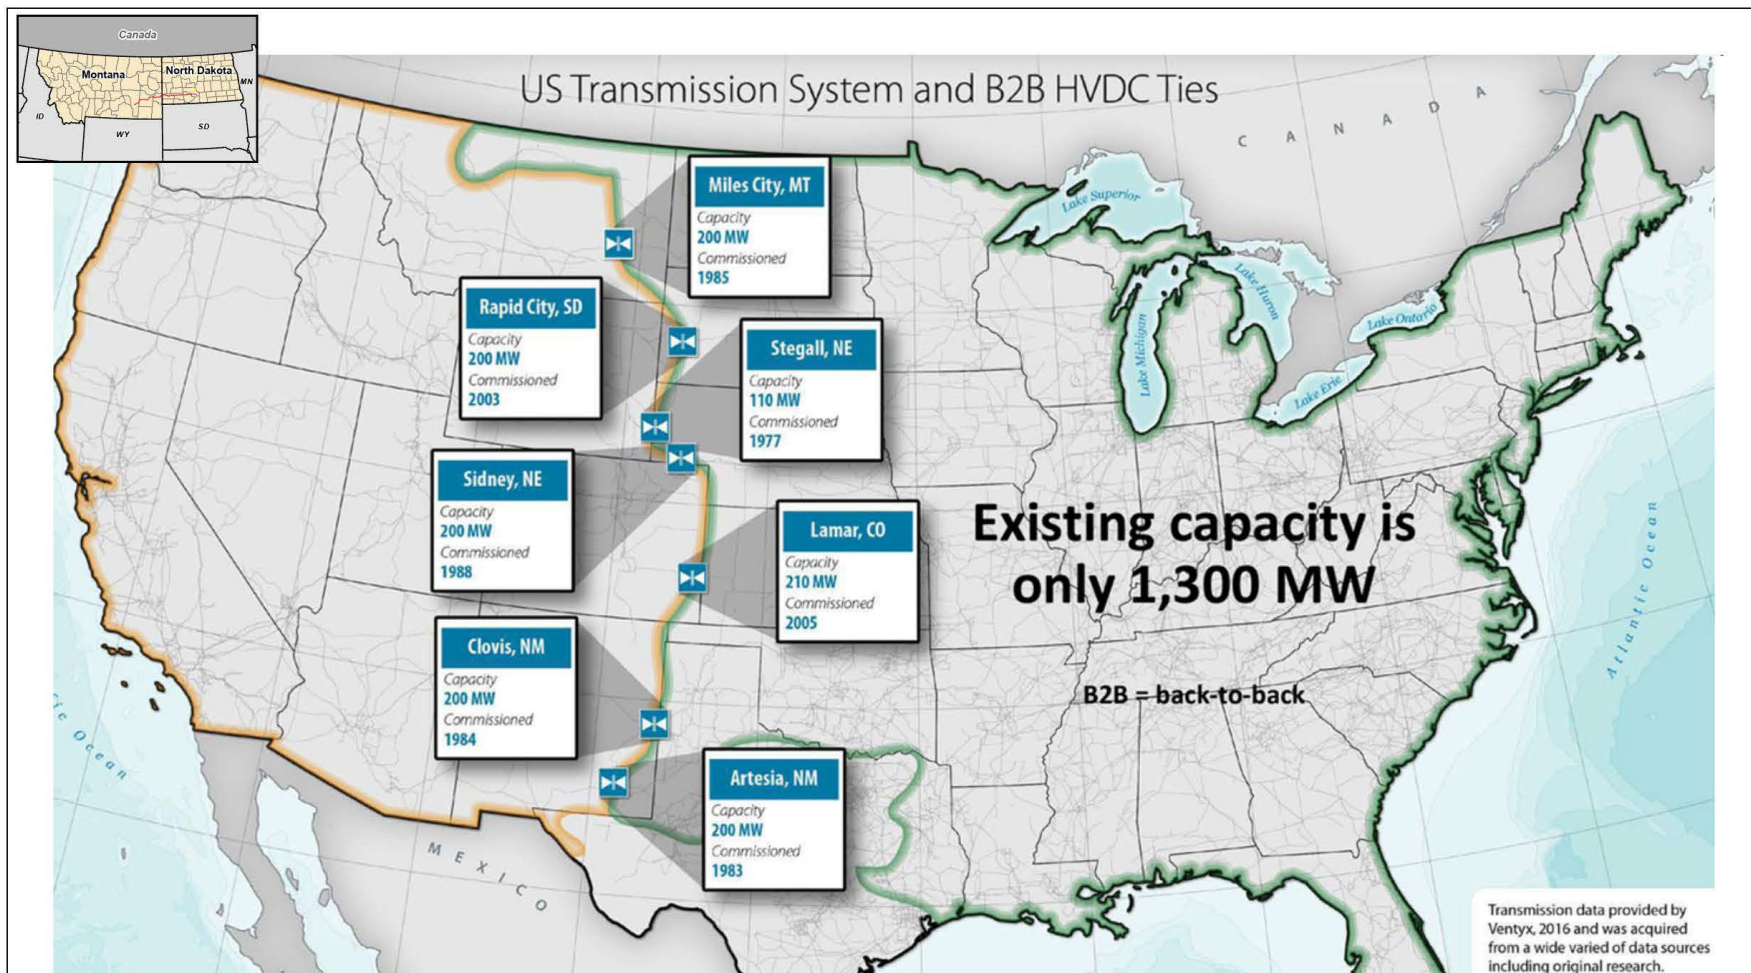 Canada
Montana
North Dakota
MN
ID
WY
SD
US Transmission System and B2B HVDC Ties
CANADA
Miles City, MT
Capacity
200 MW
Commissioned
1985
Lake Superior
Rapid City, SD
Capacity
200 MW
Commissioned
2003
Lake Huron
Lake Ontario
Lake Michigan
Lake Erie
Stegall, NE
Capacity
110 MW
Commissioned
1977
Sidney, NE
Capacity
200 MW
Commissioned
1988
Lamar, CO
Capacity
210 MW
Commissioned
2005
Existing capacity is
only 1,300 MW
Atlantic Ocean
Clovis, NM
Capacity
200 MW
Commissioned
1984
B2B = back-to-back
ic Ocean
Artesia, NM
Capacity
200 MW
Commissioned
1983
MEXICO
Transmission data provided by
Ventyx, 2016 and was acquired
from a wide varied of data sources
including original research.